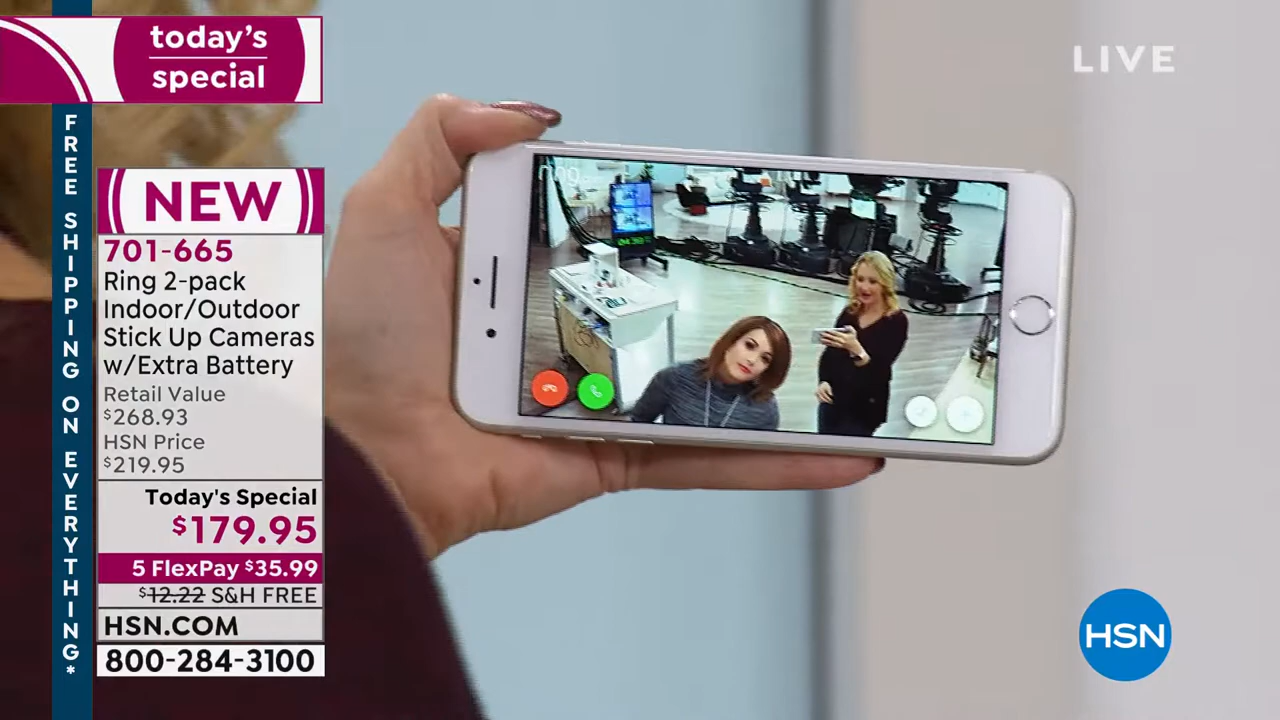 today's
special
LIVE
FREE SHIPPING ON EVERYTHING*
NEW
701-665
Ring 2-pack
Indoor/Outdoor
Stick Up Cameras
w/Extra Battery
Retail Value
$268.93
HSN Price
$219.95
Today's Special
$179.95
5 FlexPay $35.99
$12.22 S&H FREE
HSN.COM
800-284-3100
HSN